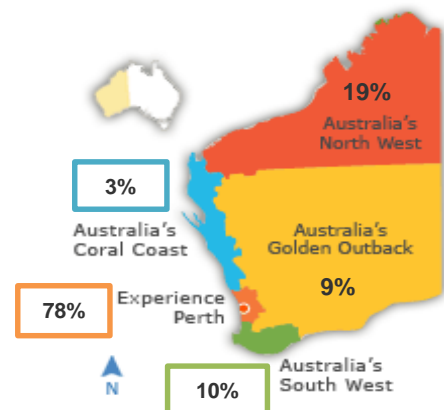 19%
Australia's
North West
3%
Australia's
Coral Coast
Australia's
Golden Outback
9%
Experience
Perth
78%
N
Australia's
South West
10%